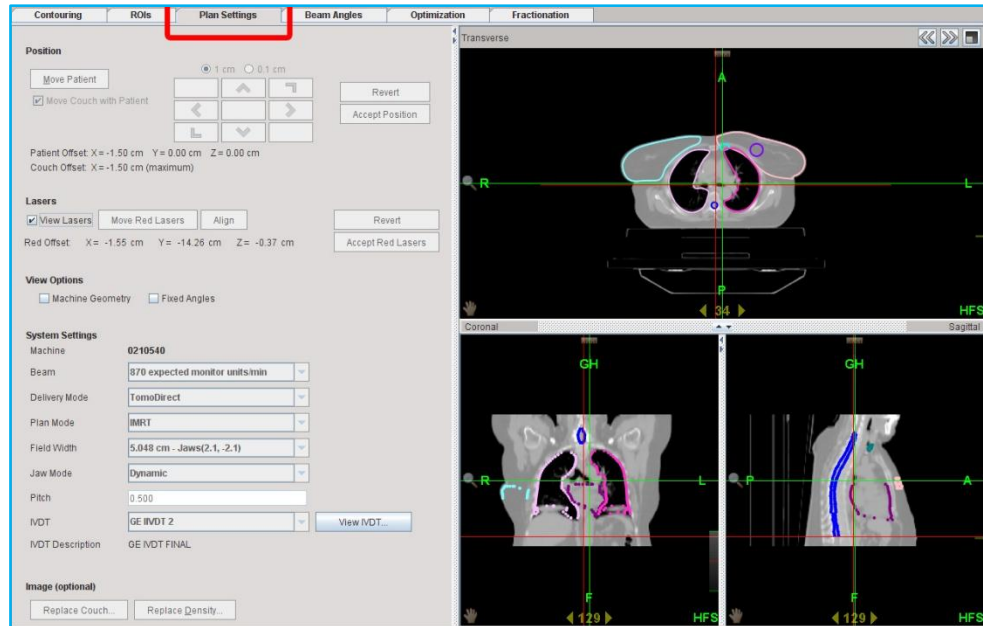 Contouring ROIs Plan Settings Beam Angles Optimization Fractionation
Position
1 cm 0.1 cm
Move Patient
Move Couch with Patient
Revert
Accept Position
Patient Offset: X= -1.50 cm Y= 0.00 cm Z= 0.00 cm
Couch Offset: X= -1.50 cm (maximum)
Lasers
View Lasers Move Red Lasers Align Revert
Red Offset: X= -1.55 cm Y= -14.26 cm Z= -0.37 cm Accept Red Lasers
View Options
Machine Geometry Fixed Angles
System Settings
Machine 0210540
Beam 870 expected monitor units/min
Delivery Mode TomoDirect
Plan Mode IMRT
Field Width 5.048 cm - Jaws(2.1, -2.1)
Jaw Mode Dynamic
Pitch 0.500
IVDT GE IIVDT 2 View IVDT...
IVDT Description GE IVDT FINAL
Image (optional)
Replace Couch... Replace Density...
Transverse
A
R L
P
34 HFS
Coronal Sagittal
GH GH
R L P A
F F
129 HFS 129 HFS